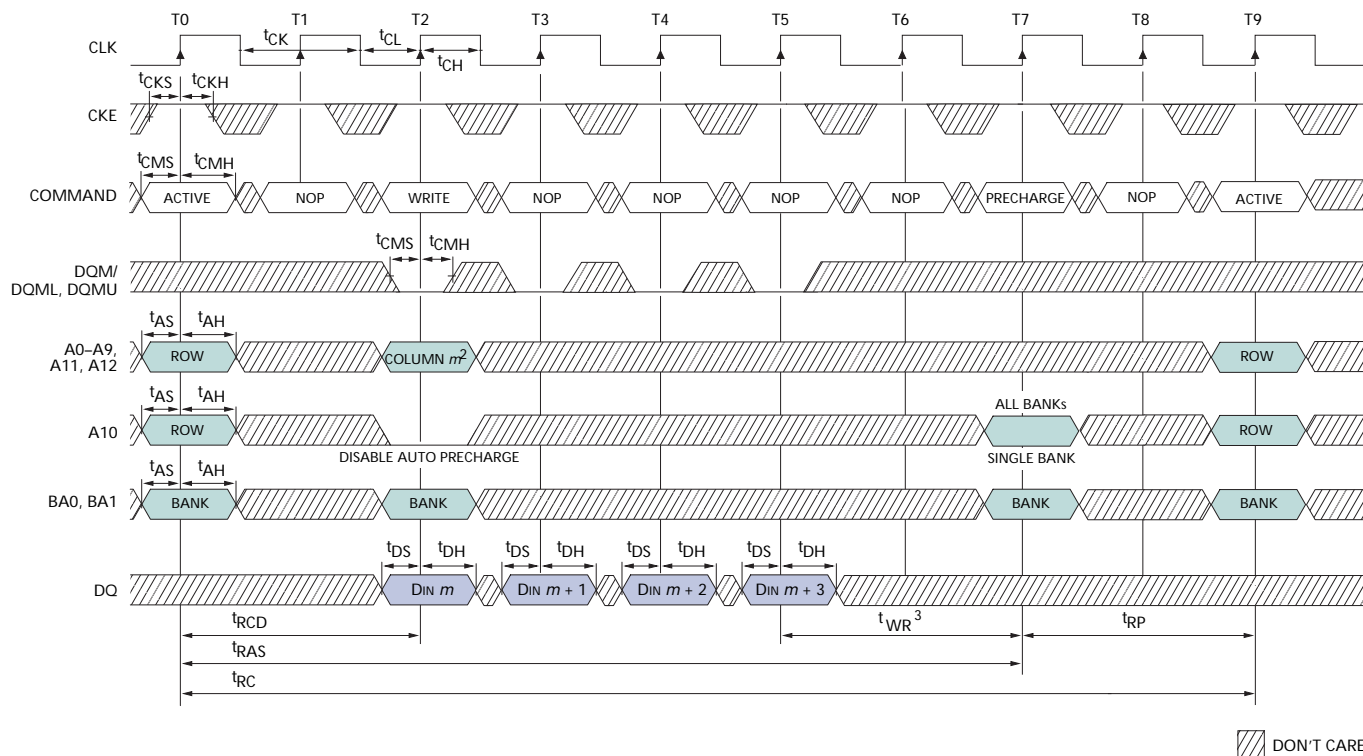 T0 T1 T2 T3 T4 T5 T6 T7 T8 T9
CLK
tCK tCL
tCH
tCKS tCKH
CKE
tCMS tCMH
COMMAND
ACTIVE NOP WRITE NOP NOP NOP NOP PRECHARGE NOP ACTIVE
tCMS tCMH
DQM/
DQML, DQMU
tAS tAH
A0–A9,
A11, A12
ROW COLUMN m2 ROW
tAS tAH
ALL BANKs
A10
ROW ROW
DISABLE AUTO PRECHARGE SINGLE BANK
tAS tAH
BA0, BA1
BANK BANK BANK BANK
tDS tDH tDS tDH tDS tDH tDS tDH
DQ
DIN m DIN m + 1 DIN m + 2 DIN m + 3
tRCD tWR3 tRP
tRAS
tRC
DON'T CARE